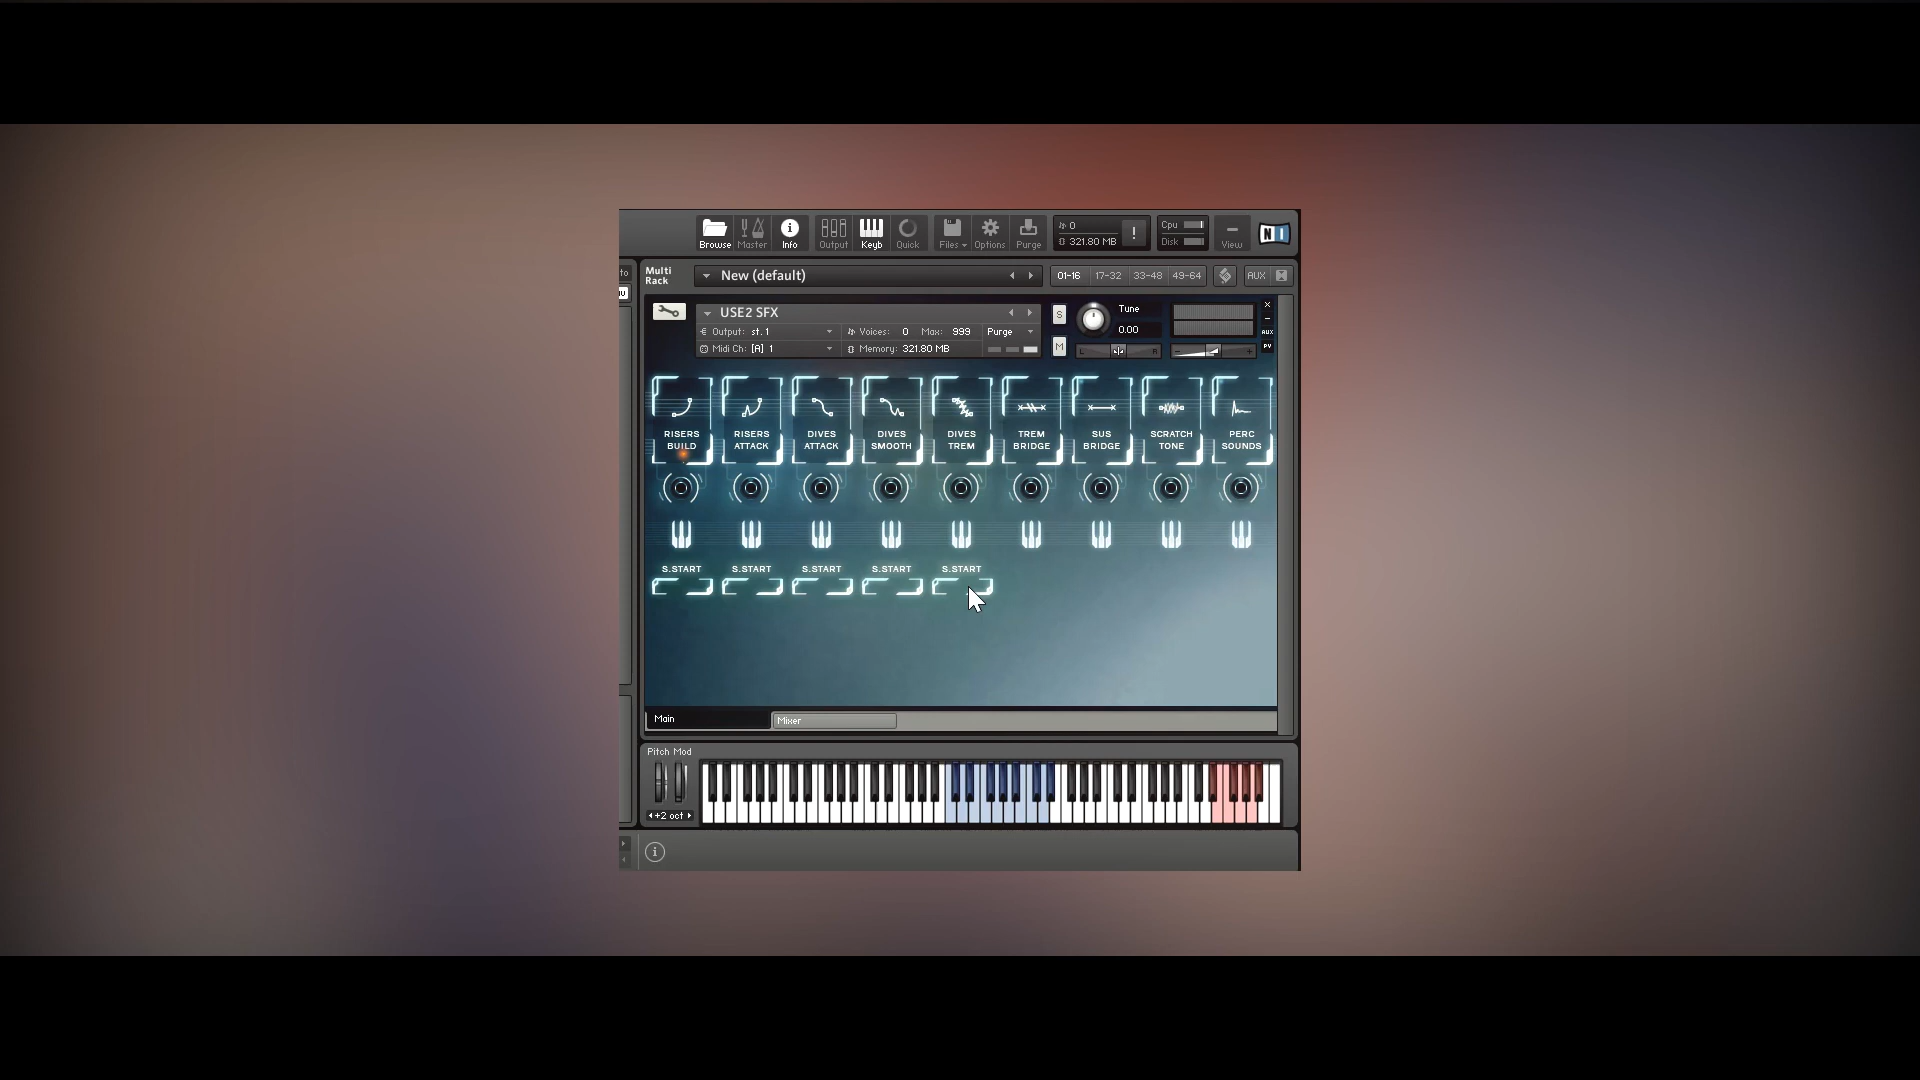 Browse Master Info Output Keyb Quick Files Options Purge
0
321.80 MB
!
Cpu
Disk
View
NI
Multi
Rack
New (default)
01-16 17-32 33-48 49-64 AUX
USE2 SFX
Output: st.1 Voices: 0 Max: 999 Purge
Midi Ch: [A] 1 Memory: 321.80 MB
S
M
Tune
0.00
L R
AUX
PV
RISERS
BUILD
RISERS
ATTACK
DIVES
ATTACK
DIVES
SMOOTH
DIVES
TREM
TREM
BRIDGE
SUS
BRIDGE
SCRATCH
TONE
PERC
SOUNDS
S.START S.START S.START S.START S.START
Main Mixer
Pitch Mod
+2 oct